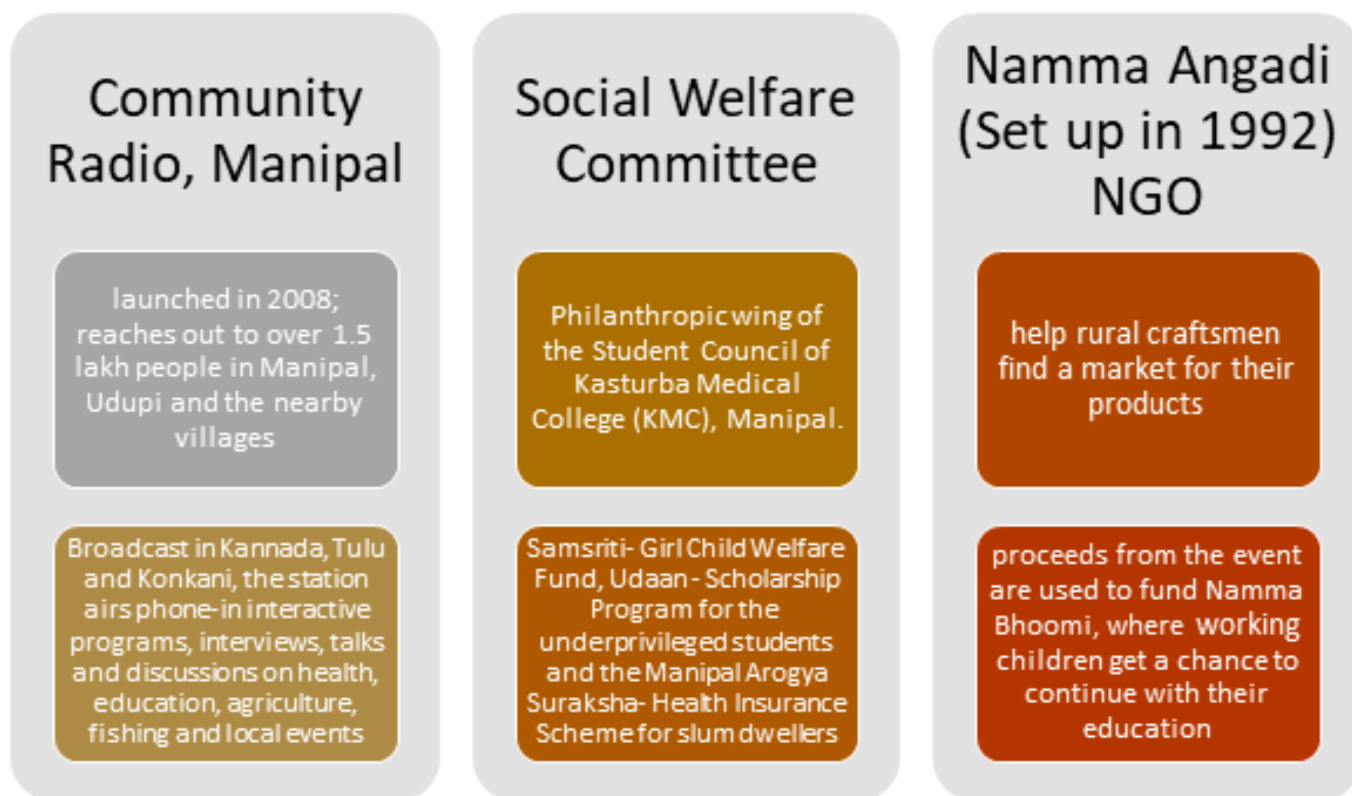 Community
Radio, Manipal
launched in 2008;
reaches out to over 1.5
lakh people in Manipal,
Udupi and the nearby
villages
Broadcast in Kannada, Tulu
and Konkani, the station
airs phone-in interactive
programs, interviews, talks
and discussions on health,
education, agriculture,
fishing and local events
Social Welfare
Committee
Philanthropic wing of
the Student Council of
Kasturba Medical
College (KMC), Manipal.
Samsriti- Girl Child Welfare
Fund, Udaan - Scholarship
Program for the
underprivileged students
and the Manipal Arogya
Suraksha- Health Insurance
Scheme for slum dwellers
Namma Angadi
(Set up in 1992)
NGO
help rural craftsmen
find a market for their
products
proceeds from the event
are used to fund Namma
Bhoomi, where working
children get a chance to
continue with their
education